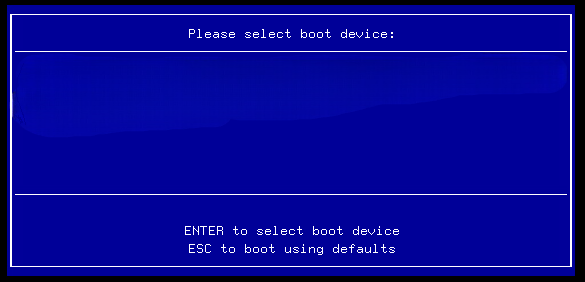 Please select boot device:
ENTER to select boot device
ESC to boot using defaults